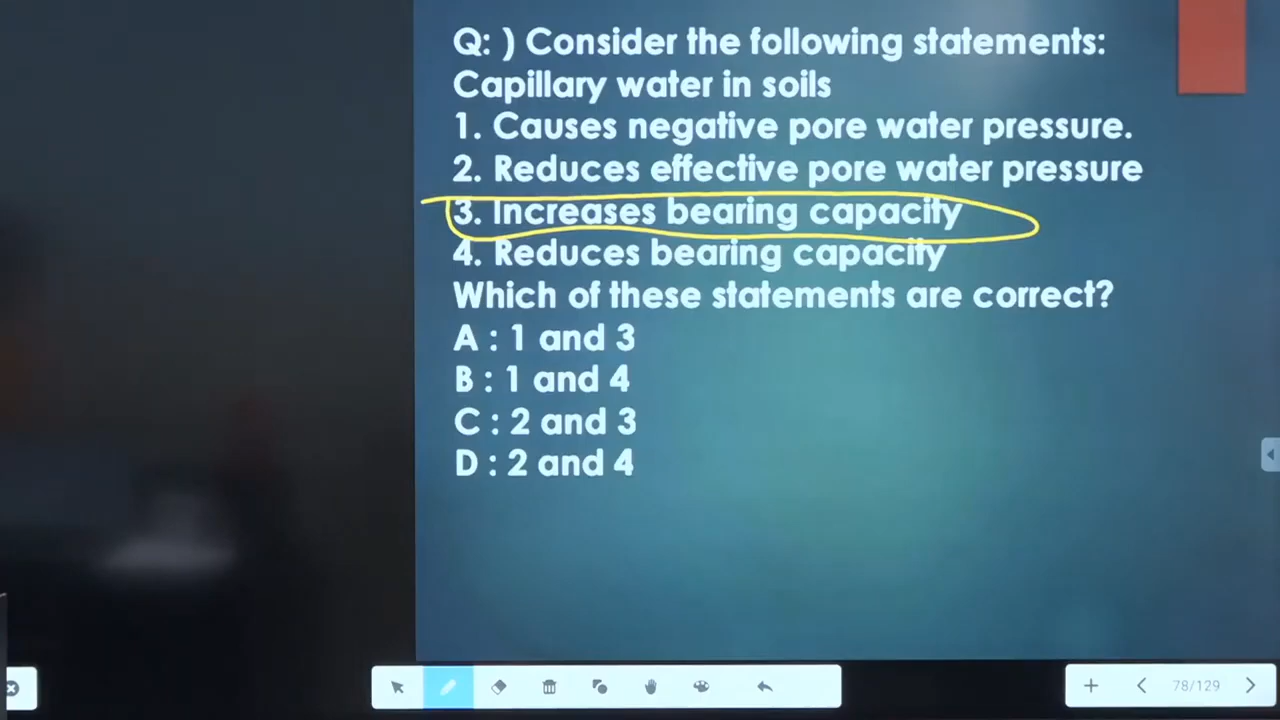 Q: ) Consider the following statements:
Capillary water in soils
1. Causes negative pore water pressure.
2. Reduces effective pore water pressure
3. Increases bearing capacity
4. Reduces bearing capacity
Which of these statements are correct?
A : 1 and 3
B : 1 and 4
C : 2 and 3
D : 2 and 4
78/129